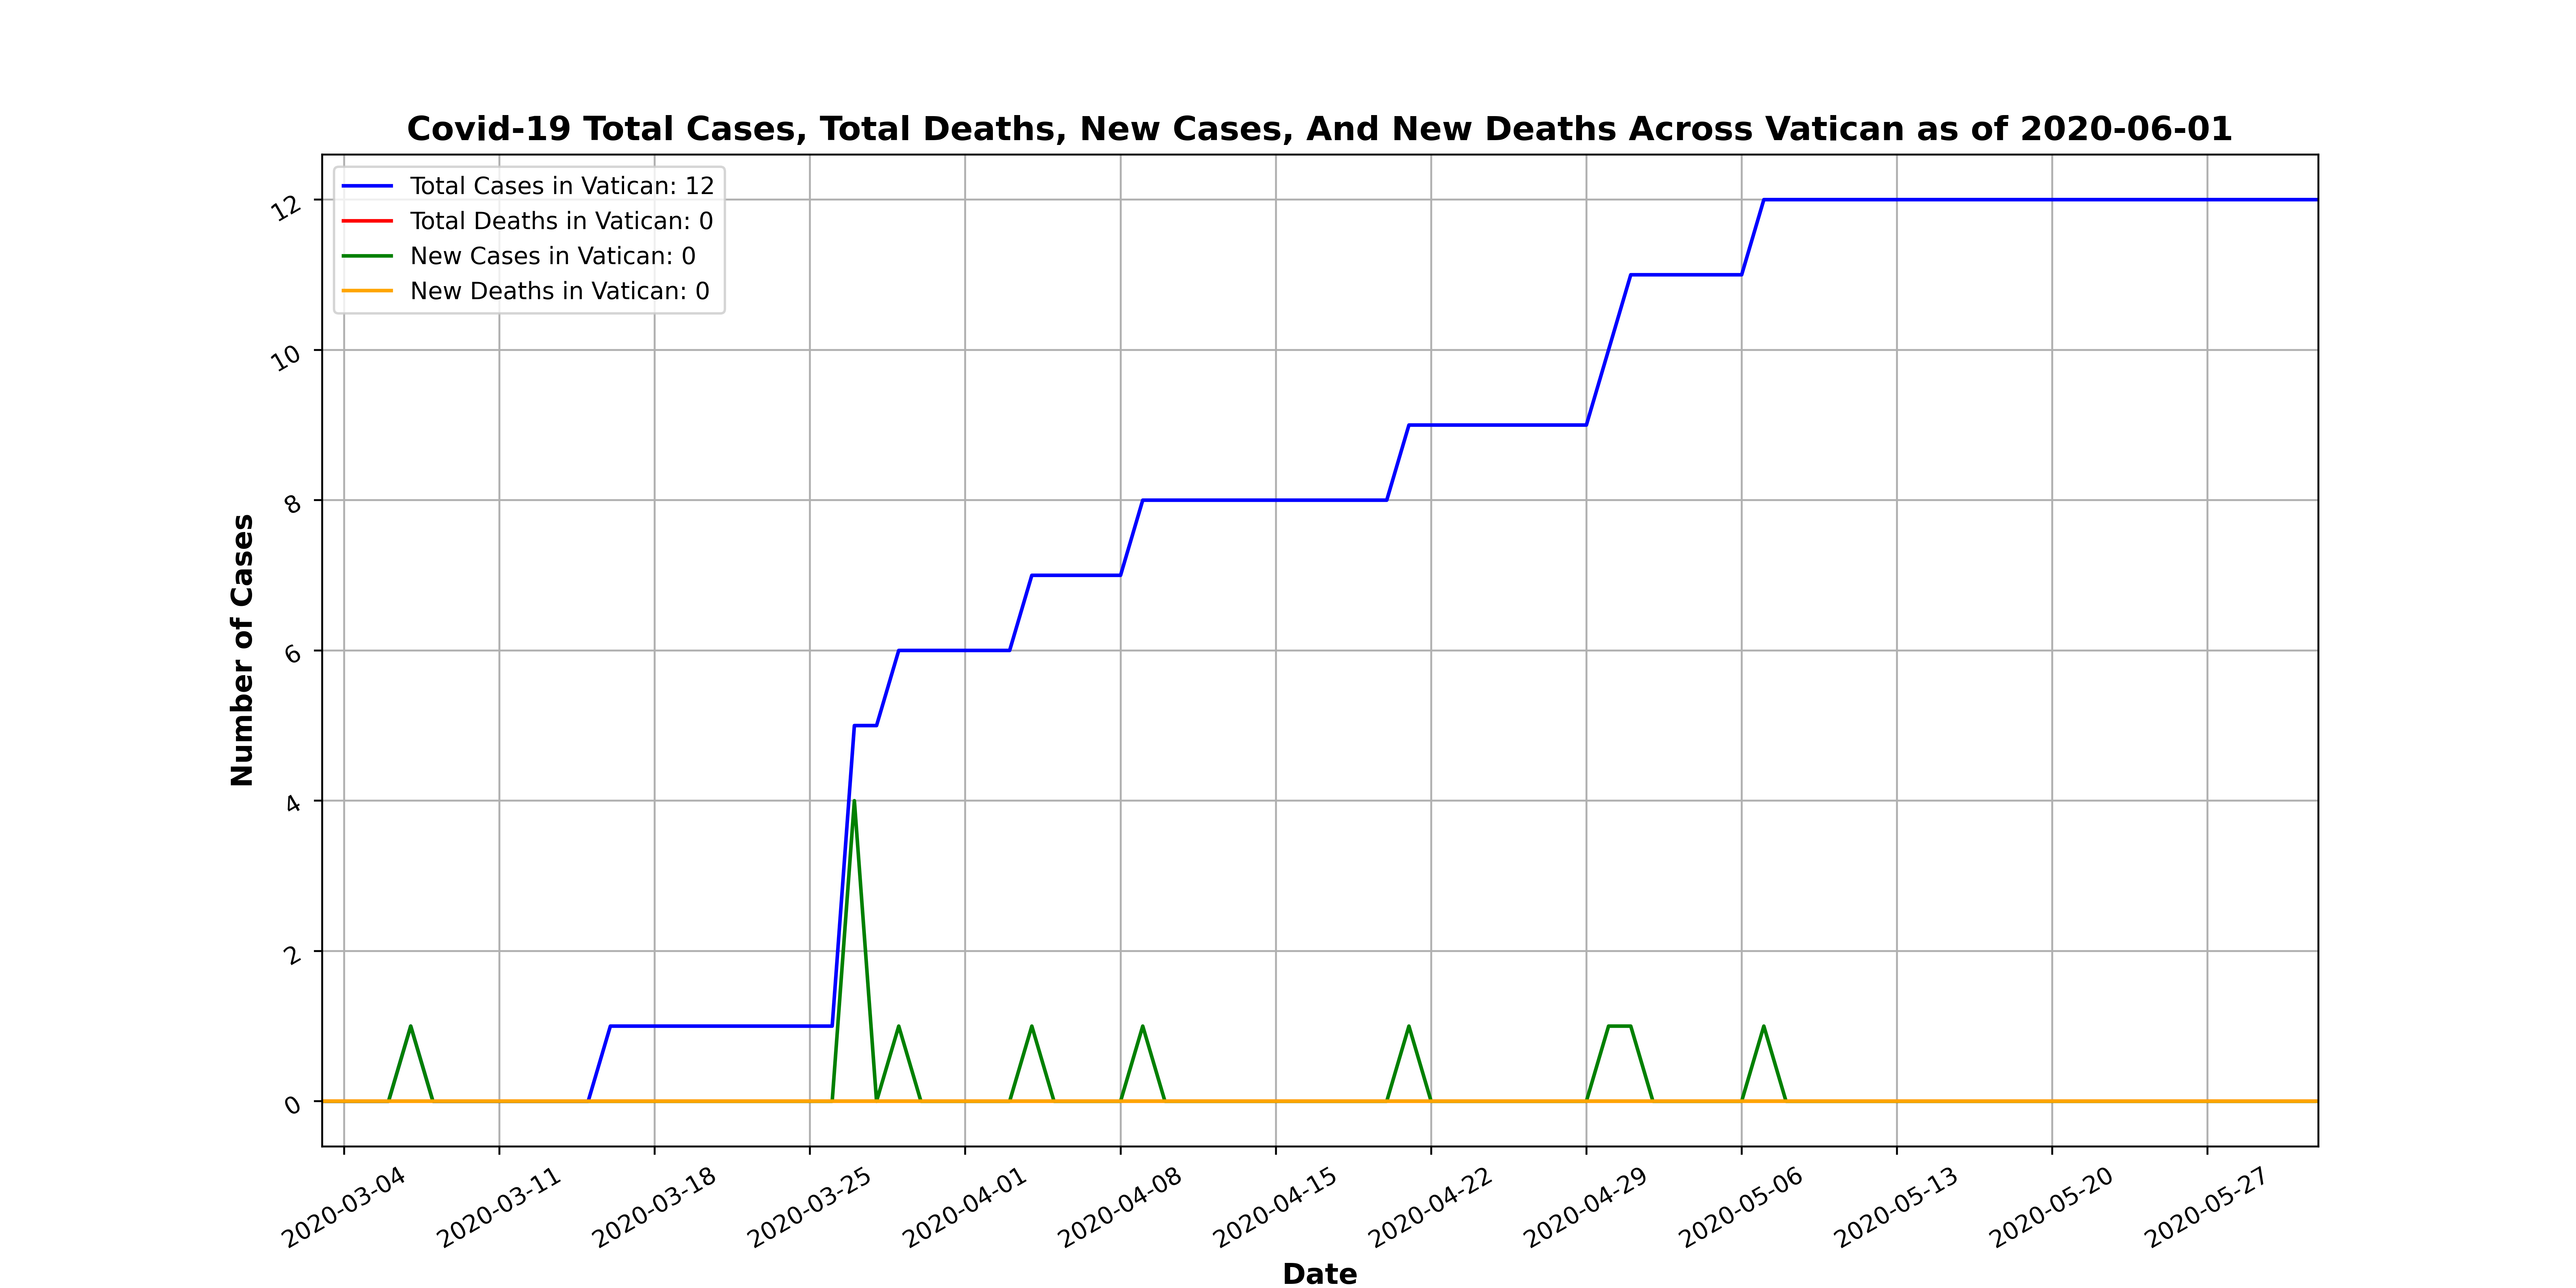 Covid-19 Total Cases, Total Deaths, New Cases, And New Deaths Across Vatican as of 2020-06-01
Total Cases in Vatican: 12
Total Deaths in Vatican: 0
New Cases in Vatican: 0
New Deaths in Vatican: 0
Number of Cases
12
10
8
6
4
2
0
2020-03-04
2020-03-11
2020-03-18
2020-03-25
2020-04-01
2020-04-08
2020-04-15
2020-04-22
2020-04-29
2020-05-06
2020-05-13
2020-05-20
2020-05-27
Date